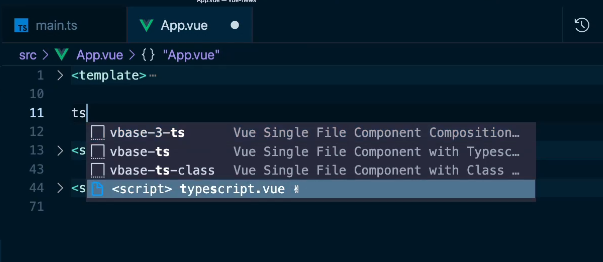 App.vue — vue-news
TS main.ts App.vue
src > App.vue > {} "App.vue"
1 > <template>…
10
11 ts
12 vbase-3-ts Vue Single File Component Composition…
13 > <s vbase-ts Vue Single File Component with Typesc…
43 vbase-ts-class Vue Single File Component with Class …
44 > <s <script> typescript.vue
71